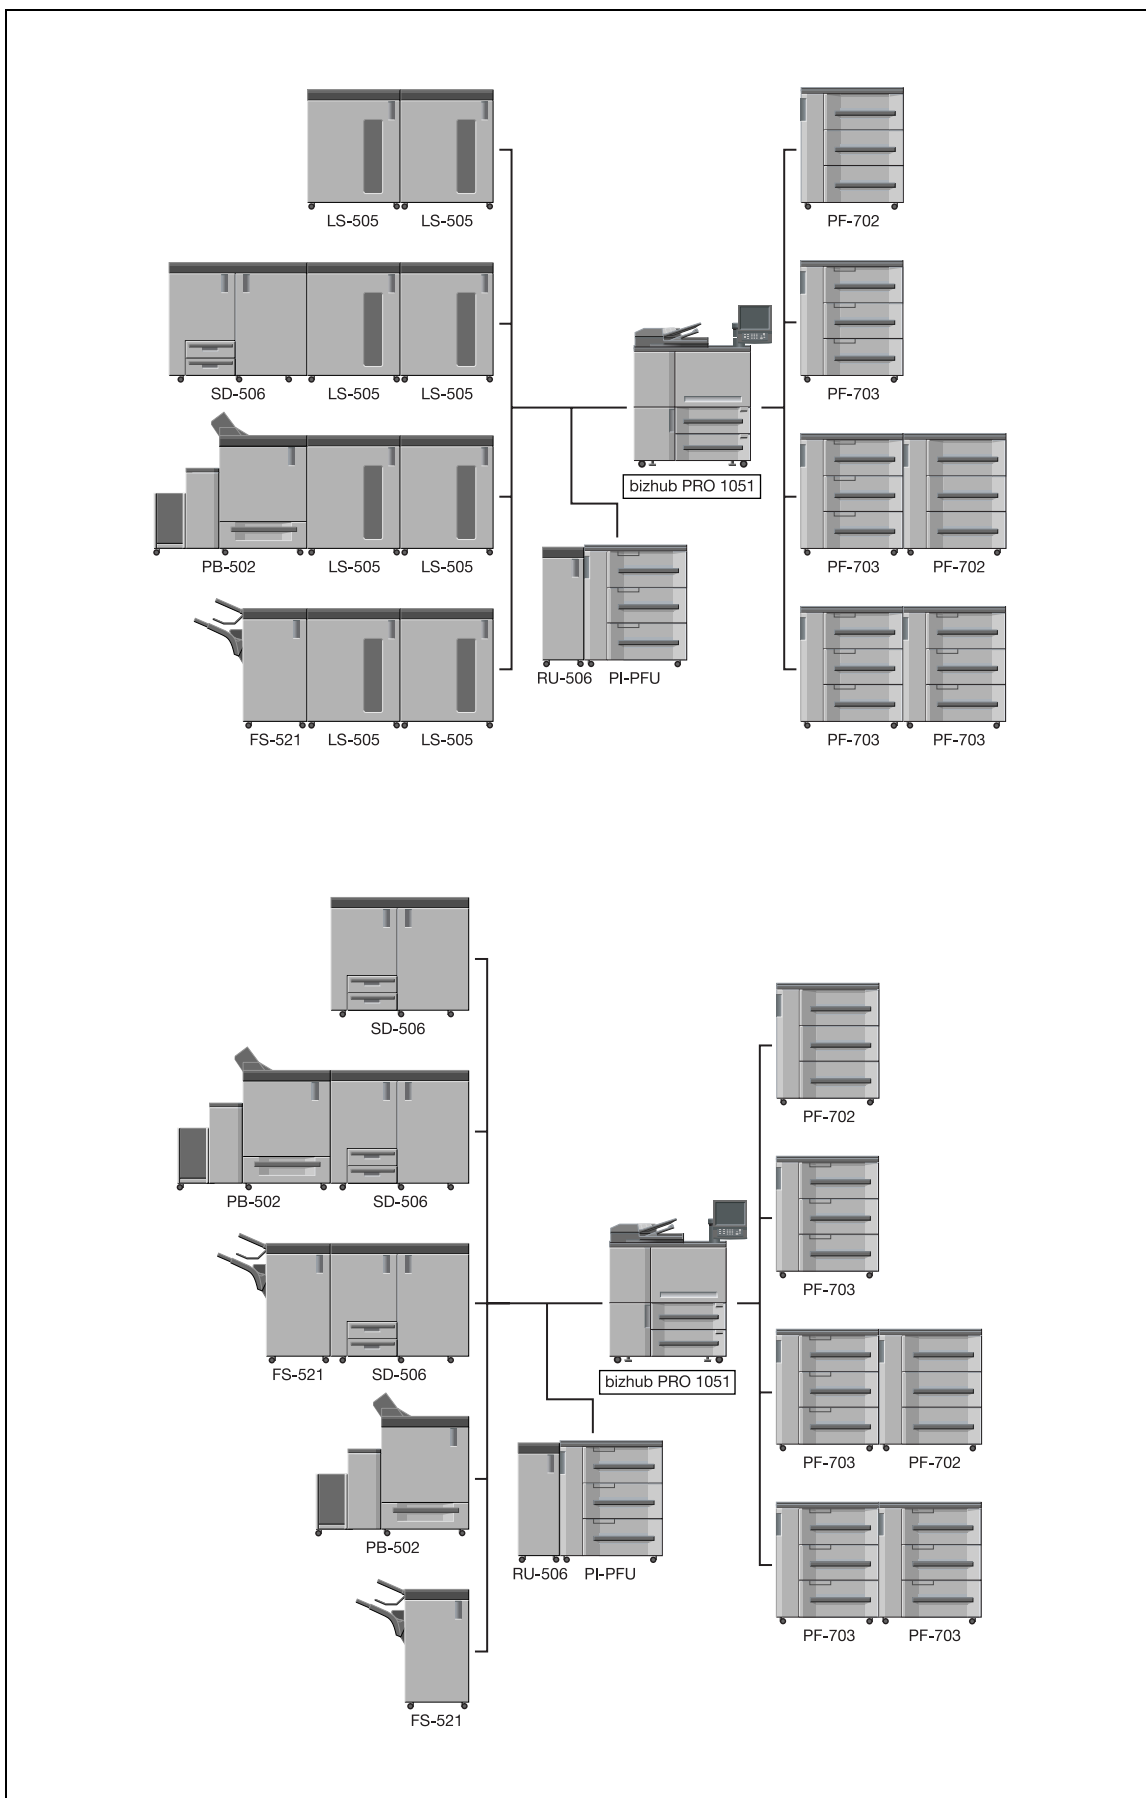 LS-505 LS-505
PF-702
SD-506 LS-505 LS-505
PF-703
bizhub PRO 1051
PB-502 LS-505 LS-505
PF-703 PF-702
RU-506 PI-PFU
FS-521 LS-505 LS-505
PF-703 PF-703
SD-506
PF-702
PB-502 SD-506
PF-703
FS-521 SD-506
bizhub PRO 1051
PF-703 PF-702
PB-502
RU-506 PI-PFU
PF-703 PF-703
FS-521